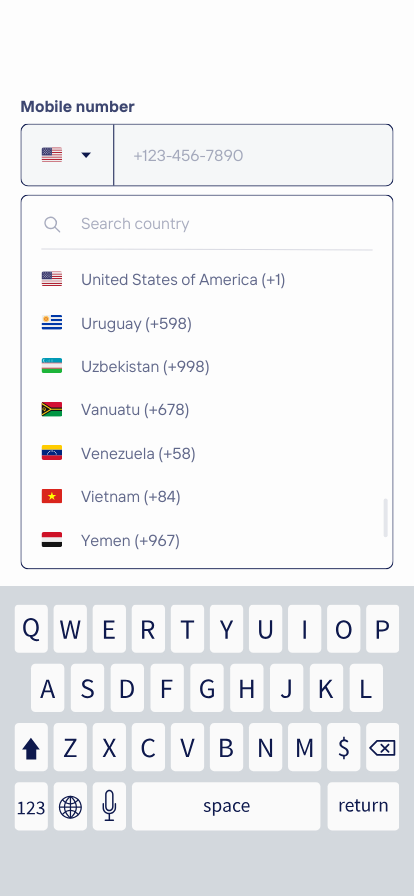 Mobile number
+123-456-7890
Search country
United States of America (+1)
Uruguay (+598)
Uzbekistan (+998)
Vanuatu (+678)
Venezuela (+58)
Vietnam (+84)
Yemen (+967)
Q W E R T Y U I O P
A S D F G H J K L
Z X C V B N M $
123 space return